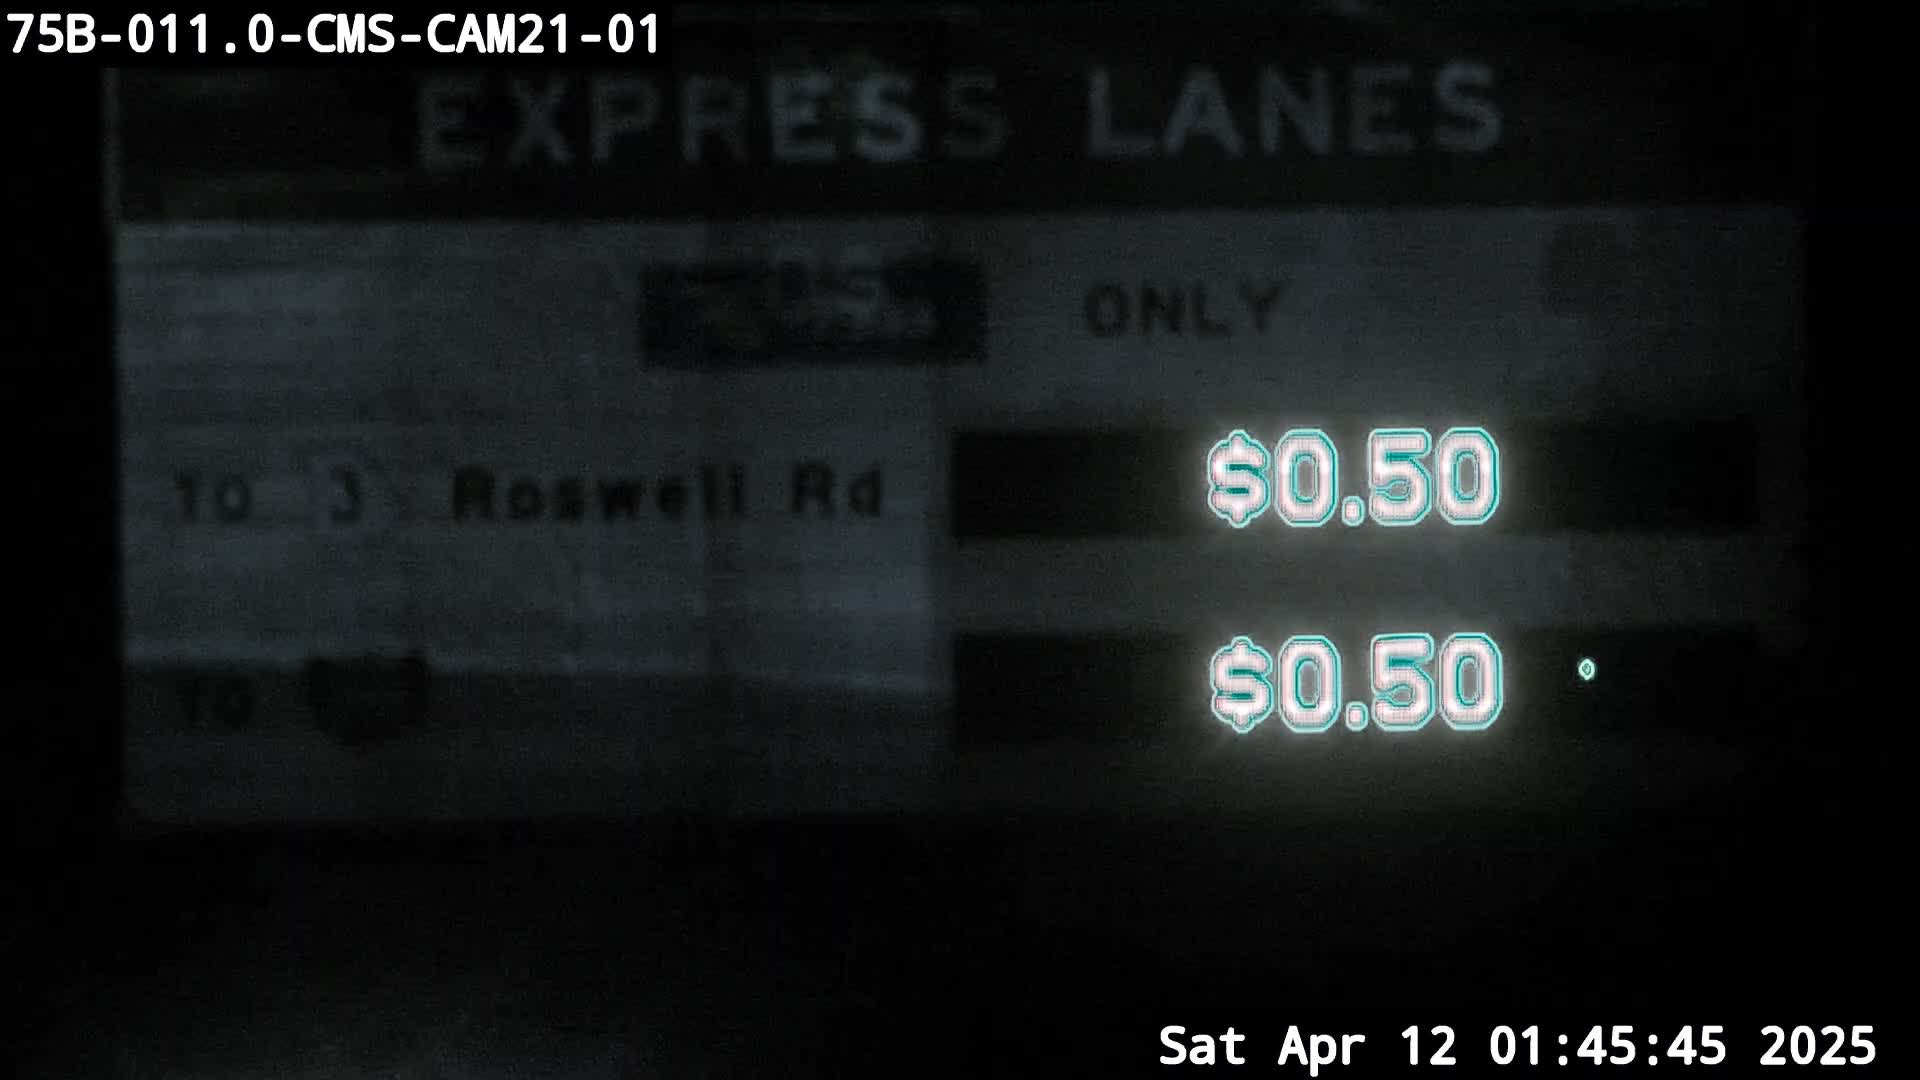 75B-011.0-CMS-CAM21-01
EXPRESS LANES
ONLY
TO 3 Roswell Rd $0.50
TO $0.50
Sat Apr 12 01:45:45 2025